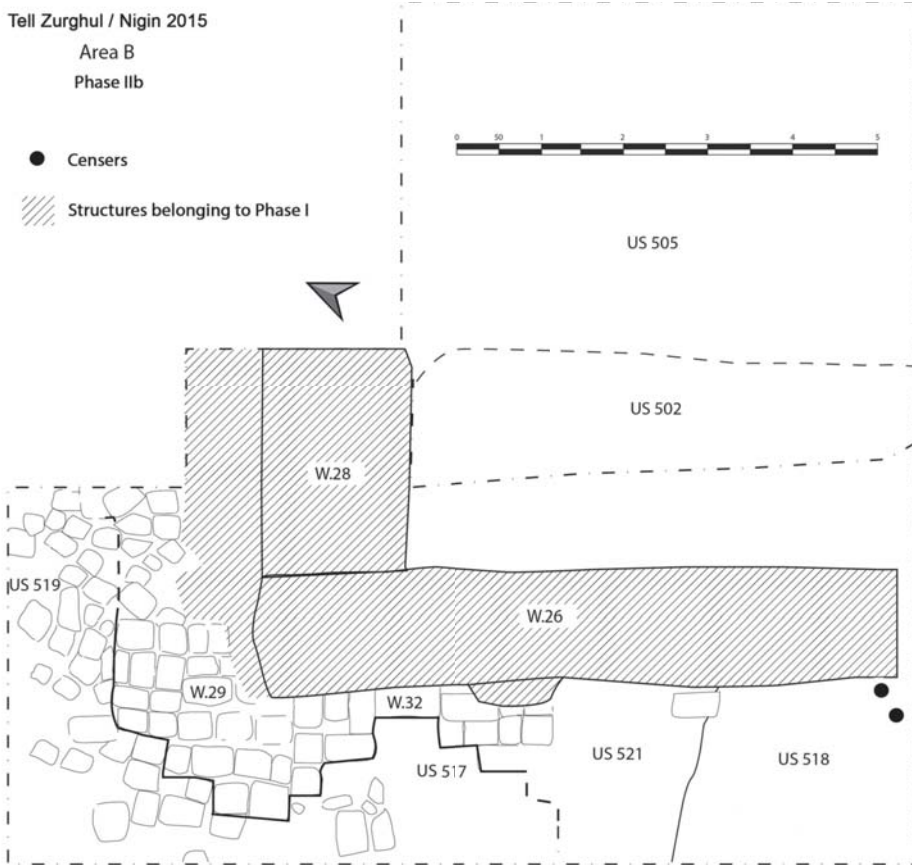 Tell Zurghul / Nigin 2015
Area B
Phase IIb
Censers
Structures belonging to Phase I
0 50 1 2 3 4 5
US 505
US 502
W.28
US 519
W.26
W.29
W.32
US 517
US 521
US 518